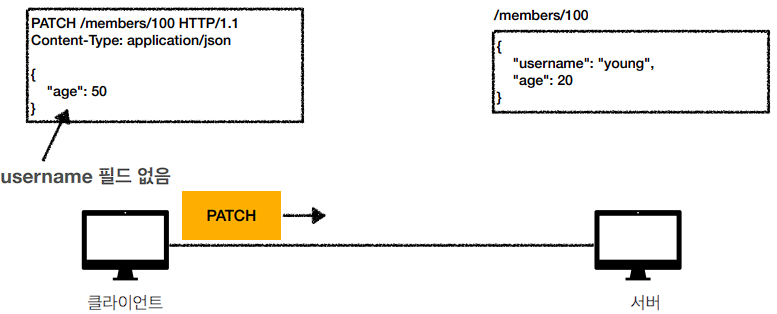 PATCH /members/100 HTTP/1.1
Content-Type: application/json
{
"age": 50
}
username 필드 없음
/members/100
{
"username": "young",
"age": 20
}
PATCH
클라이언트
서버